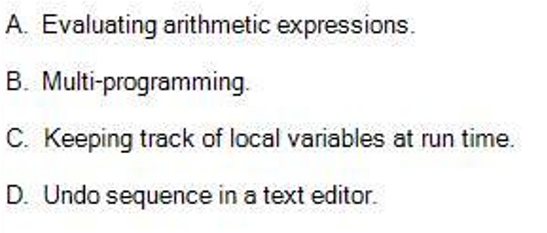 A. Evaluating arithmetic expressions.
B. Multi-programming.
C. Keeping track of local variables at run time.
D. Undo sequence in a text editor.